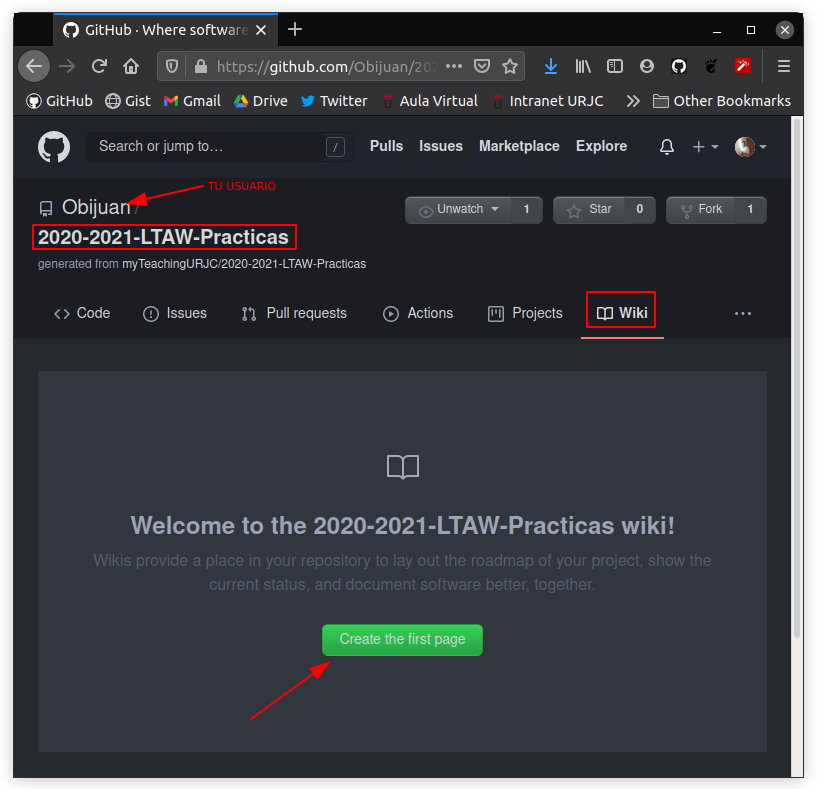 GitHub · Where software
https://github.com/Obijuan/202
GitHub Gist Gmail Drive Twitter Aula Virtual Intranet URJC Other Bookmarks
Search or jump to… / Pulls Issues Marketplace Explore
TU USUARIO
Obijuan /
Unwatch 1 Star 0 Fork 1
2020-2021-LTAW-Practicas
generated from myTeachingURJC/2020-2021-LTAW-Practicas
Code Issues Pull requests Actions Projects Wiki
Welcome to the 2020-2021-LTAW-Practicas wiki!
Wikis provide a place in your repository to lay out the roadmap of your project, show the
current status, and document software better, together.
Create the first page